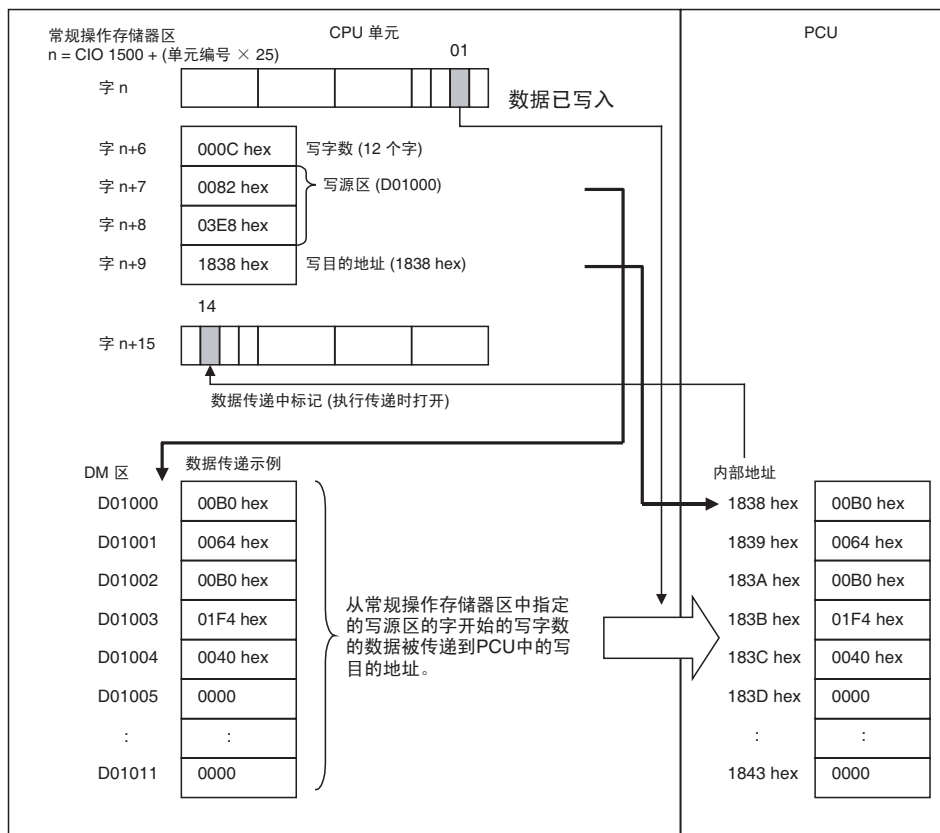 常规操作存储器区
CPU 单元
PCU
n = CIO 1500 + (单元编号 × 25)
01
字 n
数据已写入
字 n+6
000C hex
写字数 (12 个字)
字 n+7
0082 hex
写源区 (D01000)
字 n+8
03E8 hex
字 n+9
1838 hex
写目的地址 (1838 hex)
14
字 n+15
数据传递中标记 (执行传递时打开)
DM 区
数据传递示例
内部地址
D01000
00B0 hex
1838 hex
00B0 hex
D01001
0064 hex
1839 hex
0064 hex
D01002
00B0 hex
183A hex
00B0 hex
D01003
01F4 hex
183B hex
01F4 hex
D01004
0040 hex
183C hex
0040 hex
D01005
0000
183D hex
0000
:
:
:
:
D01011
0000
1843 hex
0000
从常规操作存储器区中指定
的写源区的字开始的写字数
的数据被传递到PCU中的写
目的地址。